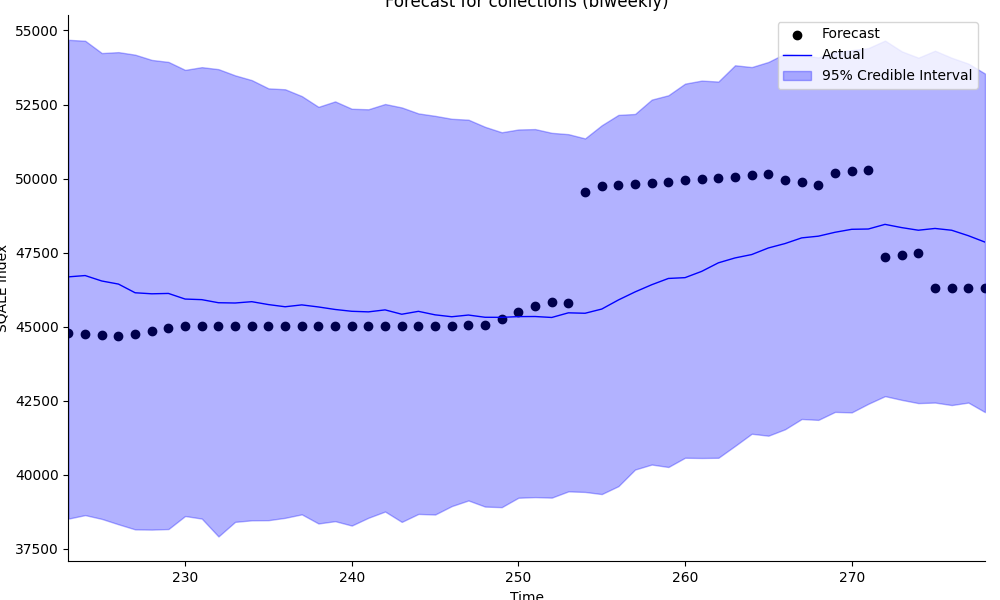 Forecast for collections (biweekly)
55000
52500
50000
47500
45000
42500
40000
37500
SQALE Index
Forecast
Actual
95% Credible Interval
230
240
250
260
270
Time